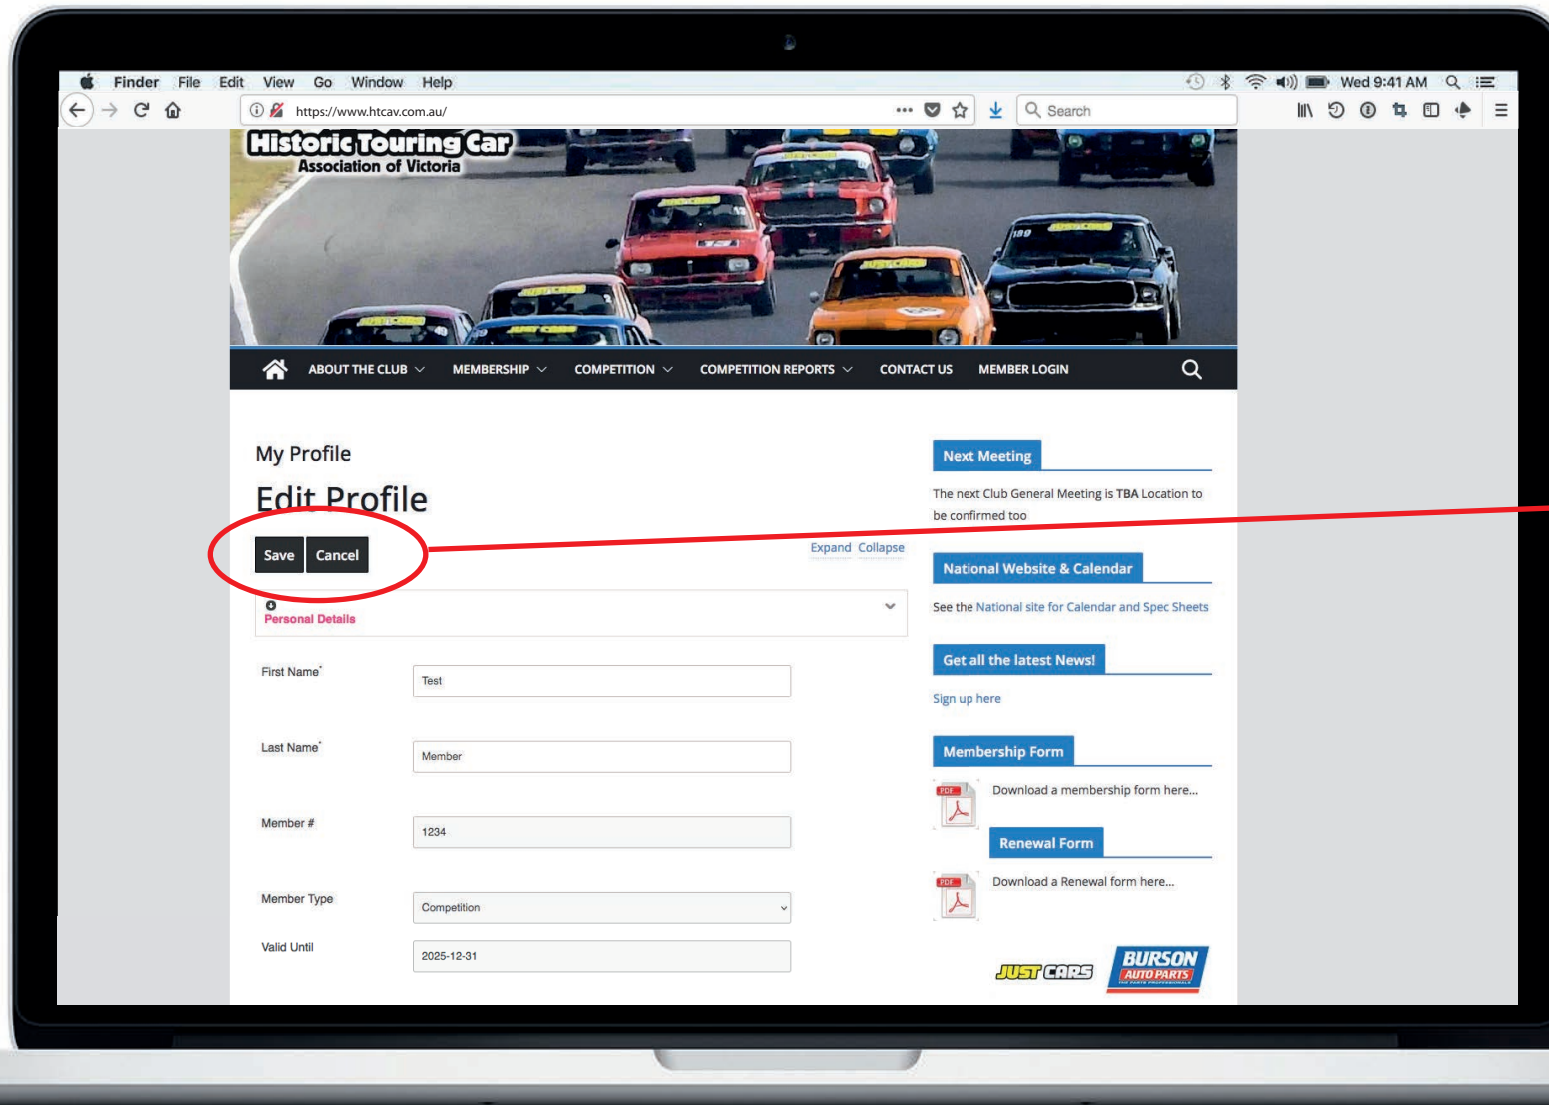 Finder File Edit View Go Window Help Wed 9:41 AM
https://www.htcav.com.au/ Search
Historic Touring Car
Association of Victoria
JUST CARS
189
ABOUT THE CLUB MEMBERSHIP COMPETITION COMPETITION REPORTS CONTACT US MEMBER LOGIN
My Profile
Edit Profile
Save Cancel
Expand Collapse
Personal Details
First Name*
Test
Last Name*
Member
Member #
1234
Member Type
Competition
Valid Until
2025-12-31
Next Meeting
The next Club General Meeting is TBA Location to
be confirmed too
National Website & Calendar
See the National site for Calendar and Spec Sheets
Get all the latest News!
Sign up here
Membership Form
PDF
Download a membership form here...
Renewal Form
PDF
Download a Renewal form here...
JUST CARS
BURSON
AUTO PARTS